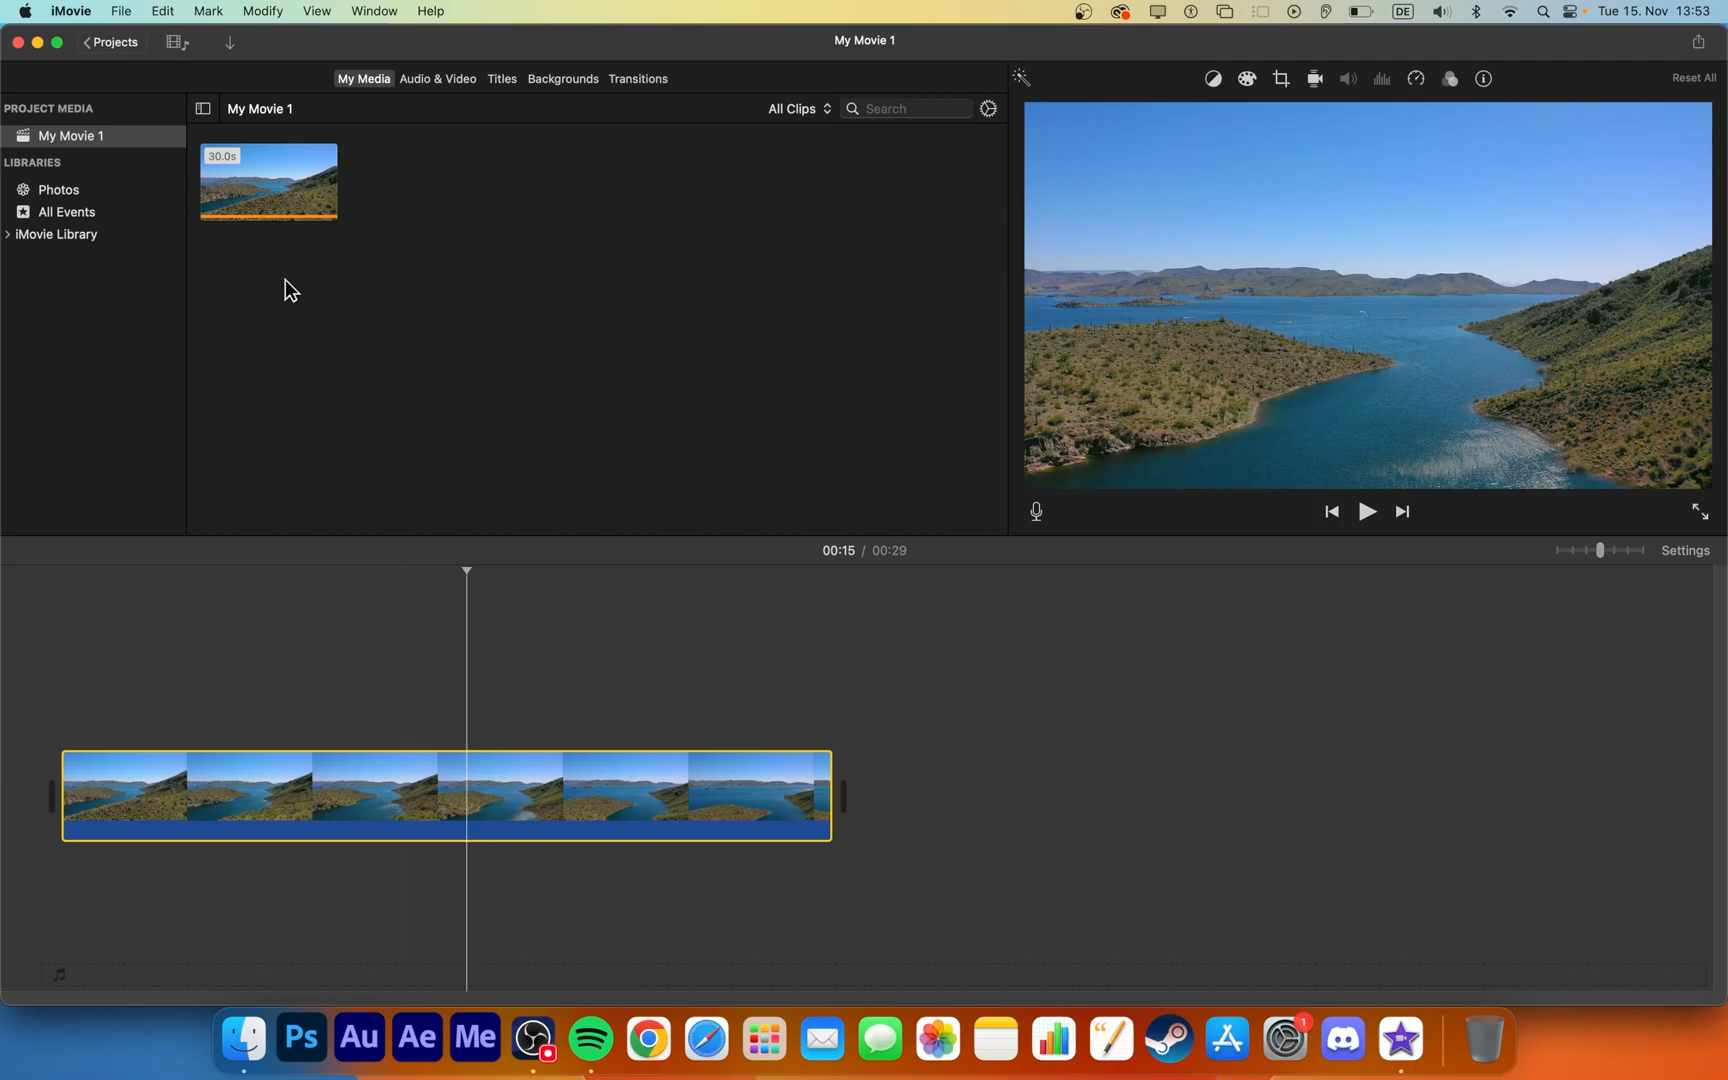 iMovie File Edit Mark Modify View Window Help DE Tue 15. Nov 13:53
Projects My Movie 1
My Media Audio & Video Titles Backgrounds Transitions Reset All
PROJECT MEDIA My Movie 1 All Clips Search
My Movie 1
LIBRARIES
Photos
All Events
iMovie Library
30.0s
00:15 / 00:29 Settings
Ps Au Ae Me 1